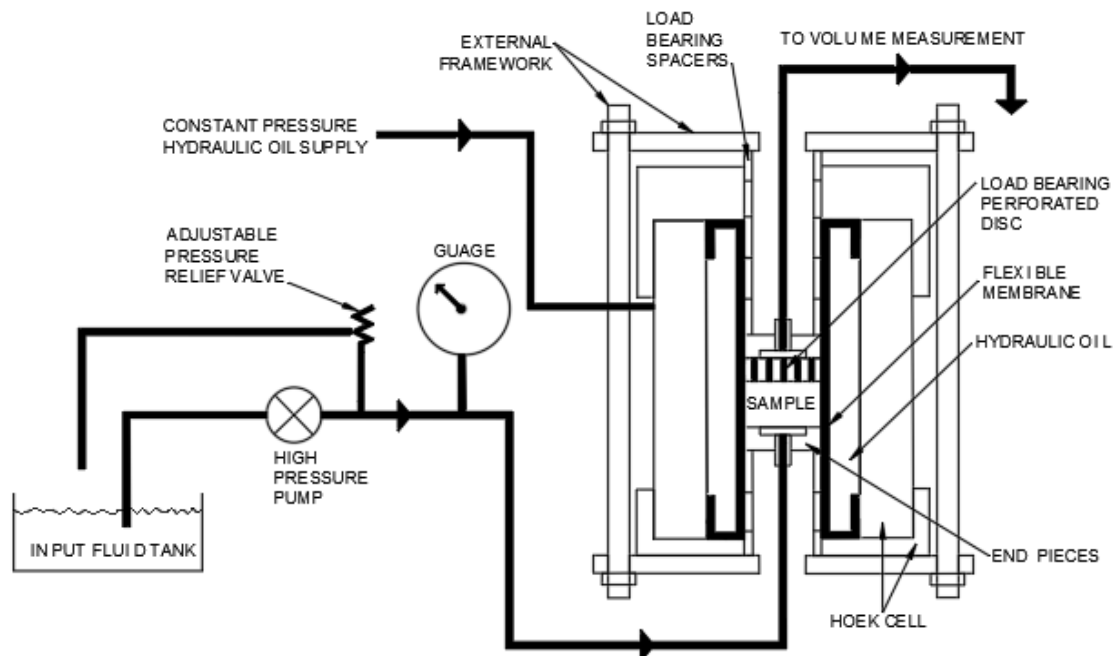 EXTERNAL
FRAMEWORK
LOAD
BEARING
SPACERS
TO VOLUME MEASUREMENT
CONSTANT PRESSURE
HYDRAULIC OIL SUPPLY
LOAD BEARING
PERFORATED
DISC
ADJUSTABLE
PRESSURE
RELIEF VALVE
GUAGE
FLEXIBLE
MEMBRANE
HYDRAULIC OIL
SAMPLE
HIGH
PRESSURE
PUMP
INPUT FLUID TANK
END PIECES
HOEK CELL